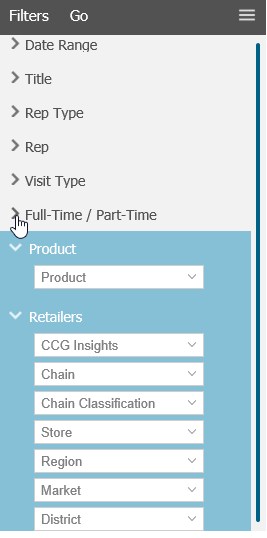 Filters Go
Date Range
Title
Rep Type
Rep
Visit Type
Full-Time / Part-Time
Product
Product
Retailers
CCG Insights
Chain
Chain Classification
Store
Region
Market
District